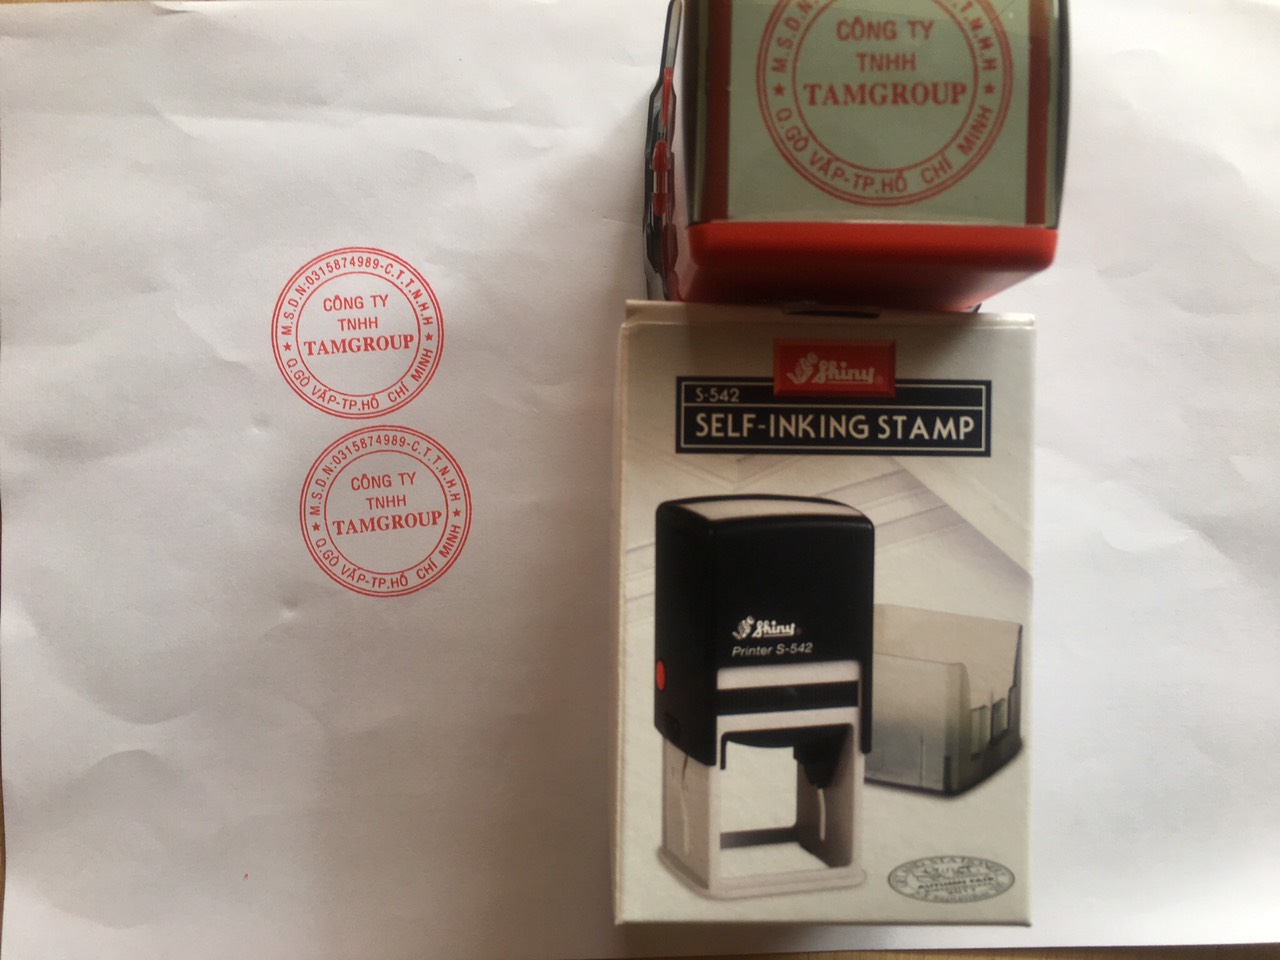 M.S.D.N:0315874989-C.T.T.N.H.H
CÔNG TY
TNHH
TAMGROUP
★ Q.GÒ VẤP-TP.HỒ CHÍ MINH ★
M.S.D.N:0315874989-C.T.T.N.H.H
CÔNG TY
TNHH
TAMGROUP
★ Q.GÒ VẤP-TP.HỒ CHÍ MINH ★
M.S.D.N
T.N.H.H
CÔNG TY
TNHH
TAMGROUP
★ Q.GÒ VẤP-TP.HỒ CHÍ MINH ★
Shiny
S-542
SELF-INKING STAMP
Shiny
Printer S-542